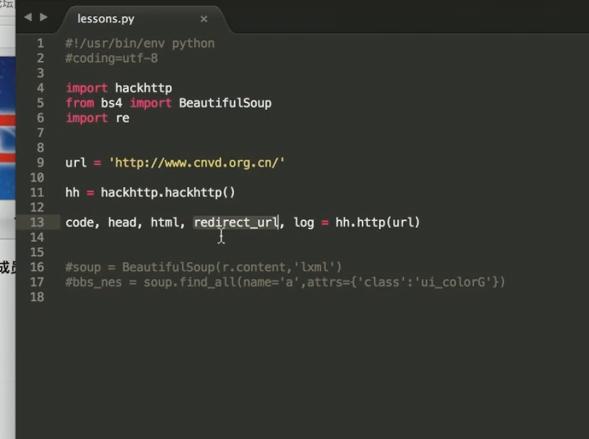 lessons.py
1 #!/usr/bin/env python
2 #coding=utf-8
3
4 import hackhttp
5 from bs4 import BeautifulSoup
6 import re
7
8
9 url = 'http://www.cnvd.org.cn/'
10
11 hh = hackhttp.hackhttp()
12
13 code, head, html, redirect_url, log = hh.http(url)
14
15
16 #soup = BeautifulSoup(r.content,'lxml')
17 #bbs_nes = soup.find_all(name='a',attrs={'class':'ui_colorG'})
18
成员